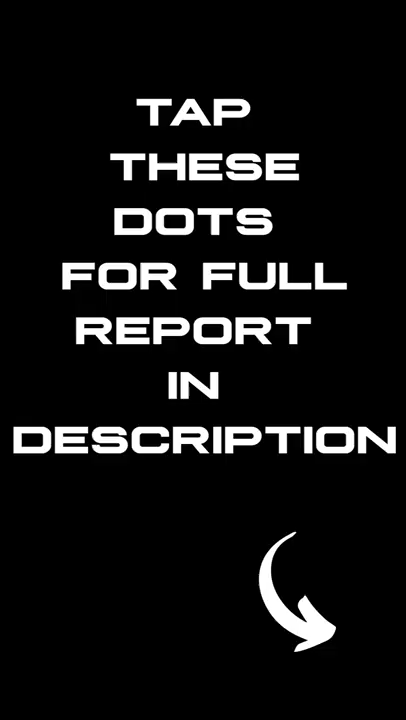 TAP
THESE
DOTS
FOR FULL
REPORT
IN
DESCRIPTION